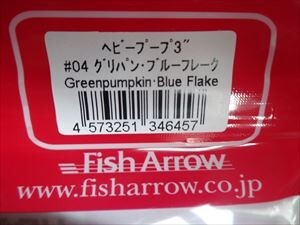 ﾍﾋﾞｰﾌﾟｰﾌﾟ3"
#04 ｸﾞﾘﾊﾟﾝ･ﾌﾞﾙｰﾌﾚｰｸ
Greenpumpkin･Blue Flake
4 573251 346457
Fish Arrow
www.fisharrow.co.jp